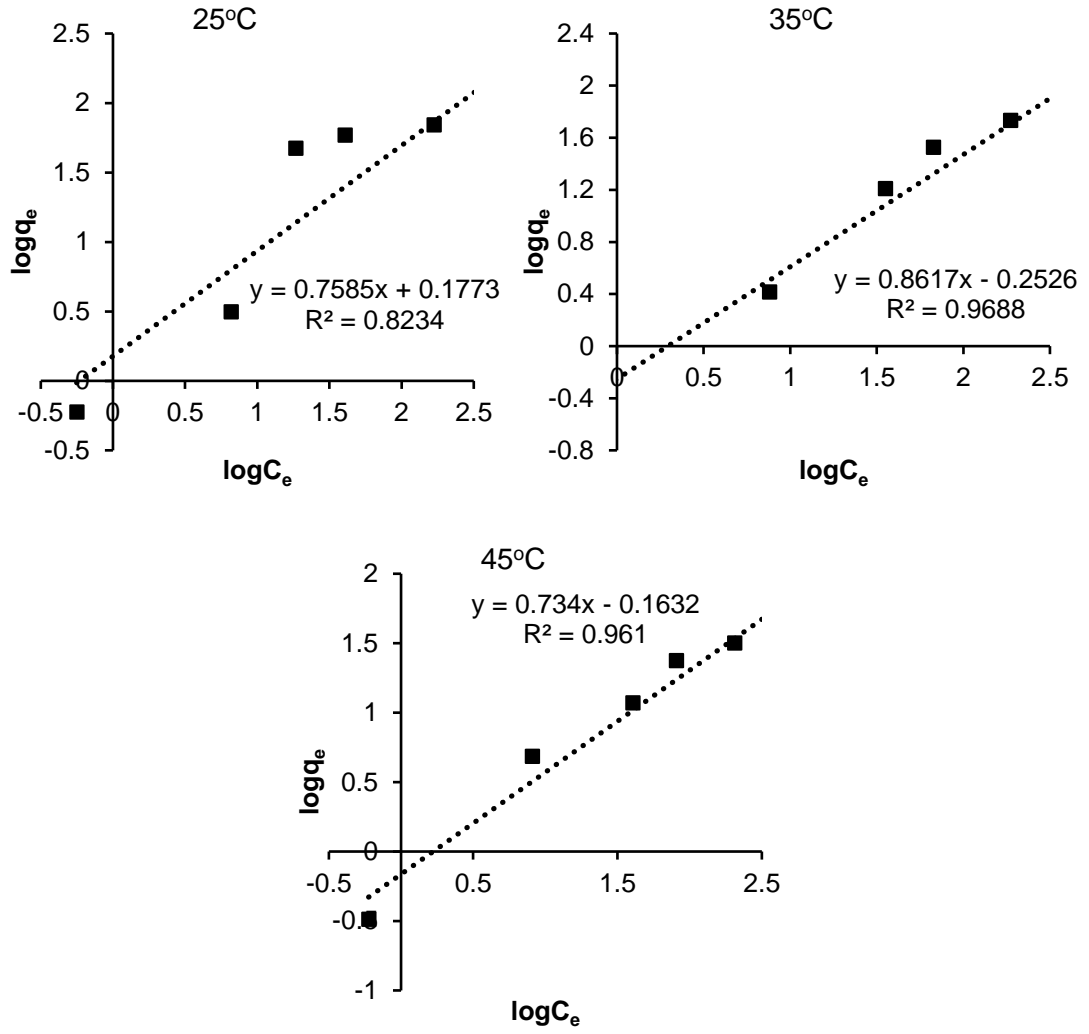 25°C
2.5
2
1.5
1
0.5
0
-0.5
-0.5 0 0.5 1 1.5 2 2.5
logqₑ
logCₑ
y = 0.7585x + 0.1773
R² = 0.8234
35°C
2.4
2
1.6
1.2
0.8
0.4
0
-0.4
-0.8
0 0.5 1 1.5 2 2.5
logqₑ
logCₑ
y = 0.8617x - 0.2526
R² = 0.9688
45°C
2
1.5
1
0.5
0
-0.5
-1
-0.5 0.5 1.5 2.5
logqₑ
logCₑ
y = 0.734x - 0.1632
R² = 0.961